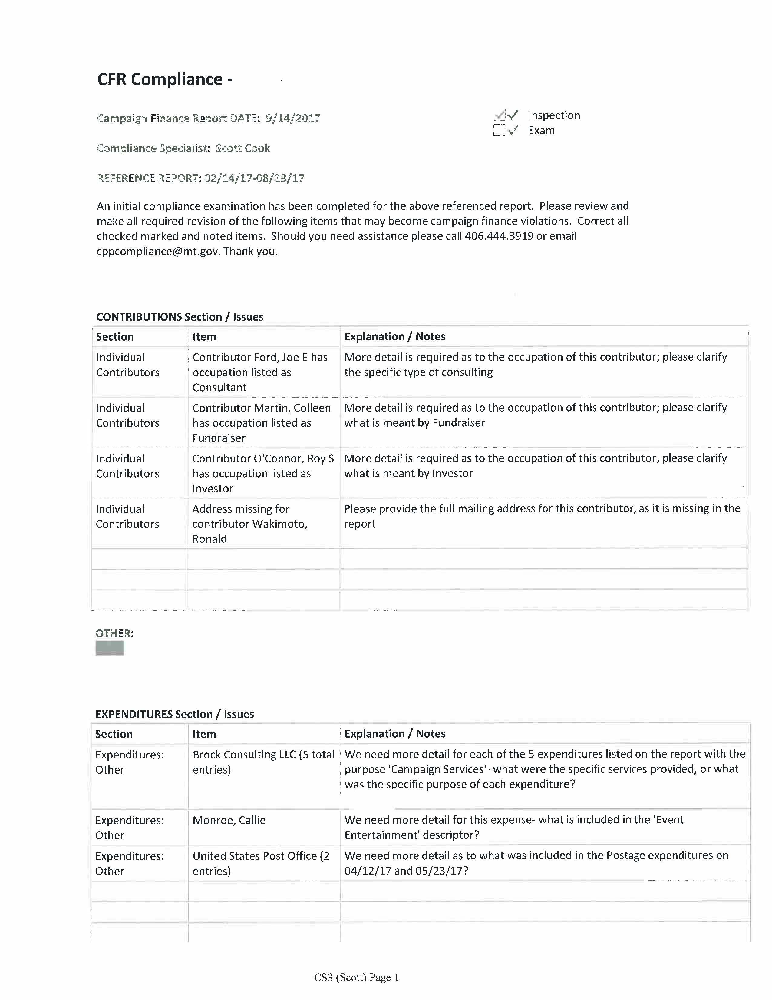 CFR Compliance -
Campaign Finance Report DATE: 9/14/2017
Inspection
Exam
Compliance Specialist: Scott Cook
REFERENCE REPORT: 02/14/17-08/28/17
An initial compliance examination has been completed for the above referenced report. Please review and
make all required revision of the following items that may become campaign finance violations. Correct all
checked marked and noted items. Should you need assistance please call 406.444.3919 or email
cppcompliance@mt.gov. Thank you.
CONTRIBUTIONS Section / Issues
Section Item Explanation / Notes
Individual Contributor Ford, Joe E has More detail is required as to the occupation of this contributor; please clarify
Contributors occupation listed as the specific type of consulting
Consultant
Individual Contributor Martin, Colleen More detail is required as to the occupation of this contributor; please clarify
Contributors has occupation listed as what is meant by Fundraiser
Fundraiser
Individual Contributor O'Connor, Roy S More detail is required as to the occupation of this contributor; please clarify
Contributors has occupation listed as what is meant by Investor
Investor
Individual Address missing for Please provide the full mailing address for this contributor, as it is missing in the
Contributors contributor Wakimoto, report
Ronald
OTHER:
EXPENDITURES Section / Issues
Section Item Explanation / Notes
Expenditures: Brock Consulting LLC (5 total We need more detail for each of the 5 expenditures listed on the report with the
Other entries) purpose 'Campaign Services'- what were the specific services provided, or what
was the specific purpose of each expenditure?
Expenditures: Monroe, Callie We need more detail for this expense- what is included in the 'Event
Other Entertainment' descriptor?
Expenditures: United States Post Office (2 We need more detail as to what was included in the Postage expenditures on
Other entries) 04/12/17 and 05/23/17?
CS3 (Scott) Page 1